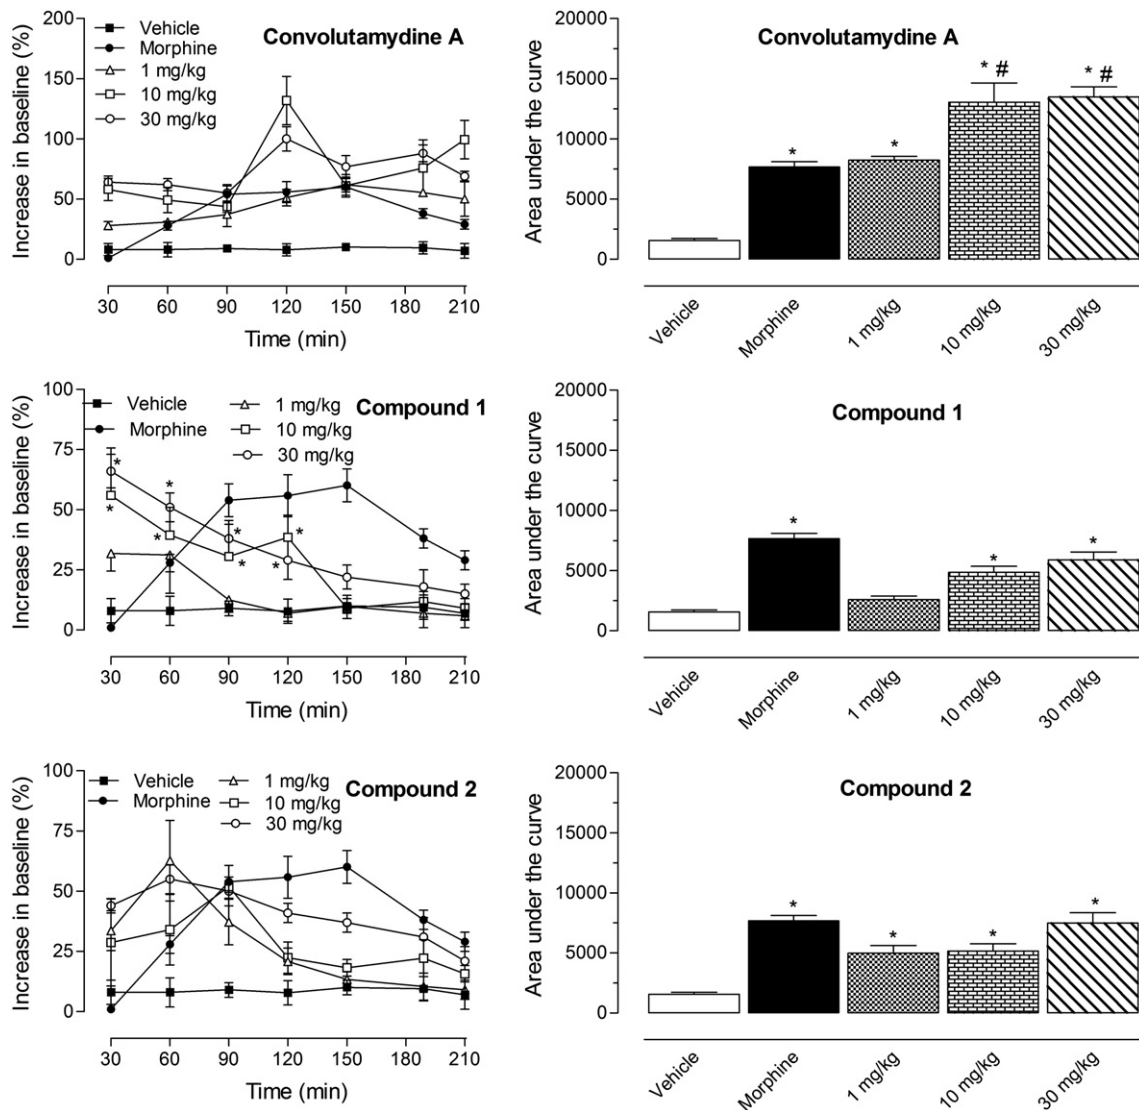 Convolutamydine A
Increase in baseline (%)
200
150
100
50
0
Vehicle
Morphine
1 mg/kg
10 mg/kg
30 mg/kg
30 60 90 120 150 180 210
Time (min)
Convolutamydine A
Area under the curve
20000
15000
10000
5000
0
* * * # * #
Vehicle Morphine 1 mg/kg 10 mg/kg 30 mg/kg
Compound 1
Increase in baseline (%)
100
75
50
25
0
Vehicle
Morphine
1 mg/kg
10 mg/kg
30 mg/kg
* * * * * * * *
30 60 90 120 150 180 210
Time (min)
Compound 1
Area under the curve
20000
15000
10000
5000
0
* * *
Vehicle Morphine 1 mg/kg 10 mg/kg 30 mg/kg
Compound 2
Increase in baseline (%)
100
75
50
25
0
Vehicle
Morphine
1 mg/kg
10 mg/kg
30 mg/kg
30 60 90 120 150 180 210
Time (min)
Compound 2
Area under the curve
20000
15000
10000
5000
0
* * * *
Vehicle Morphine 1 mg/kg 10 mg/kg 30 mg/kg